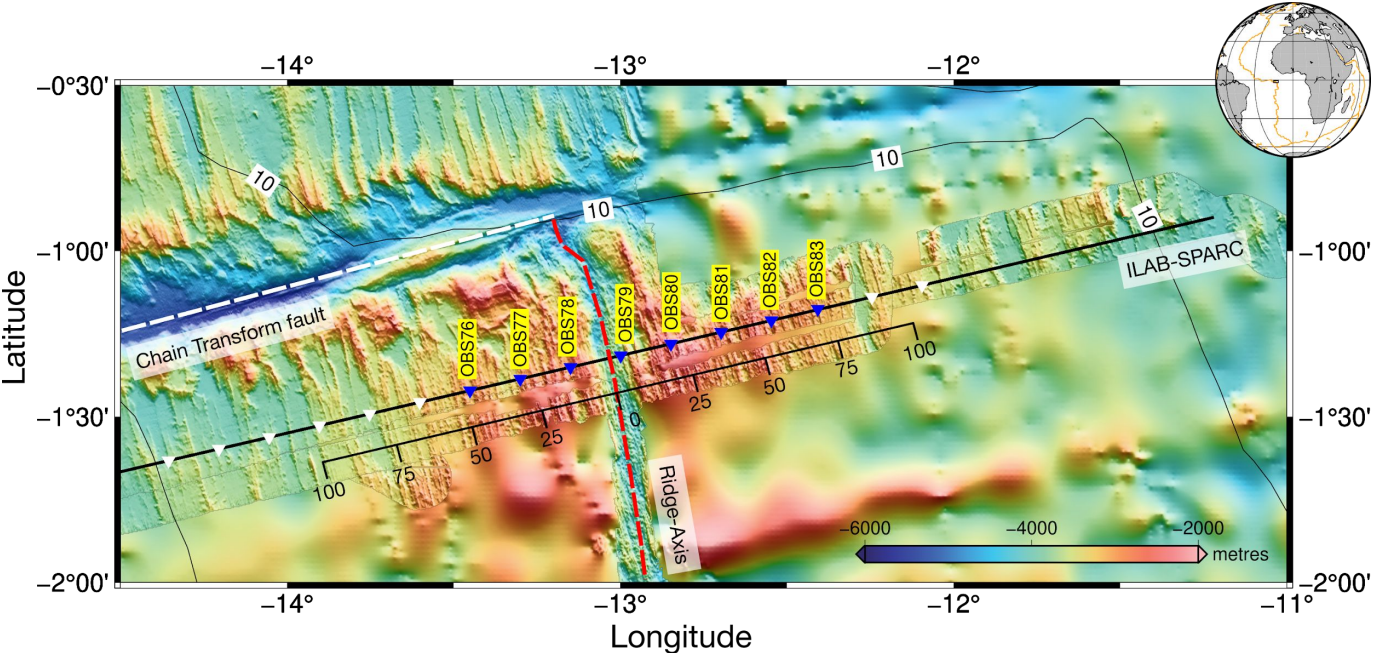 −14° −13° −12°
−0°30'
−1°00'
−1°30'
−2°00'
−1°00'
−1°30'
−2°00'
Latitude
10
10
10
10
Chain Transform fault
OBS76
OBS77
OBS78
OBS79
OBS80
OBS81
OBS82
OBS83
ILAB-SPARC
100 75 50 25 0 25 50 75 100
Ridge-Axis
−6000 −4000 −2000
metres
−14° −13° −12° −11°
Longitude